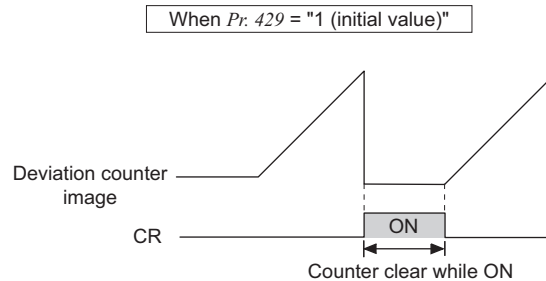 When Pr. 429 = "1 (initial value)"
Deviation counter
image
CR
ON
Counter clear while ON